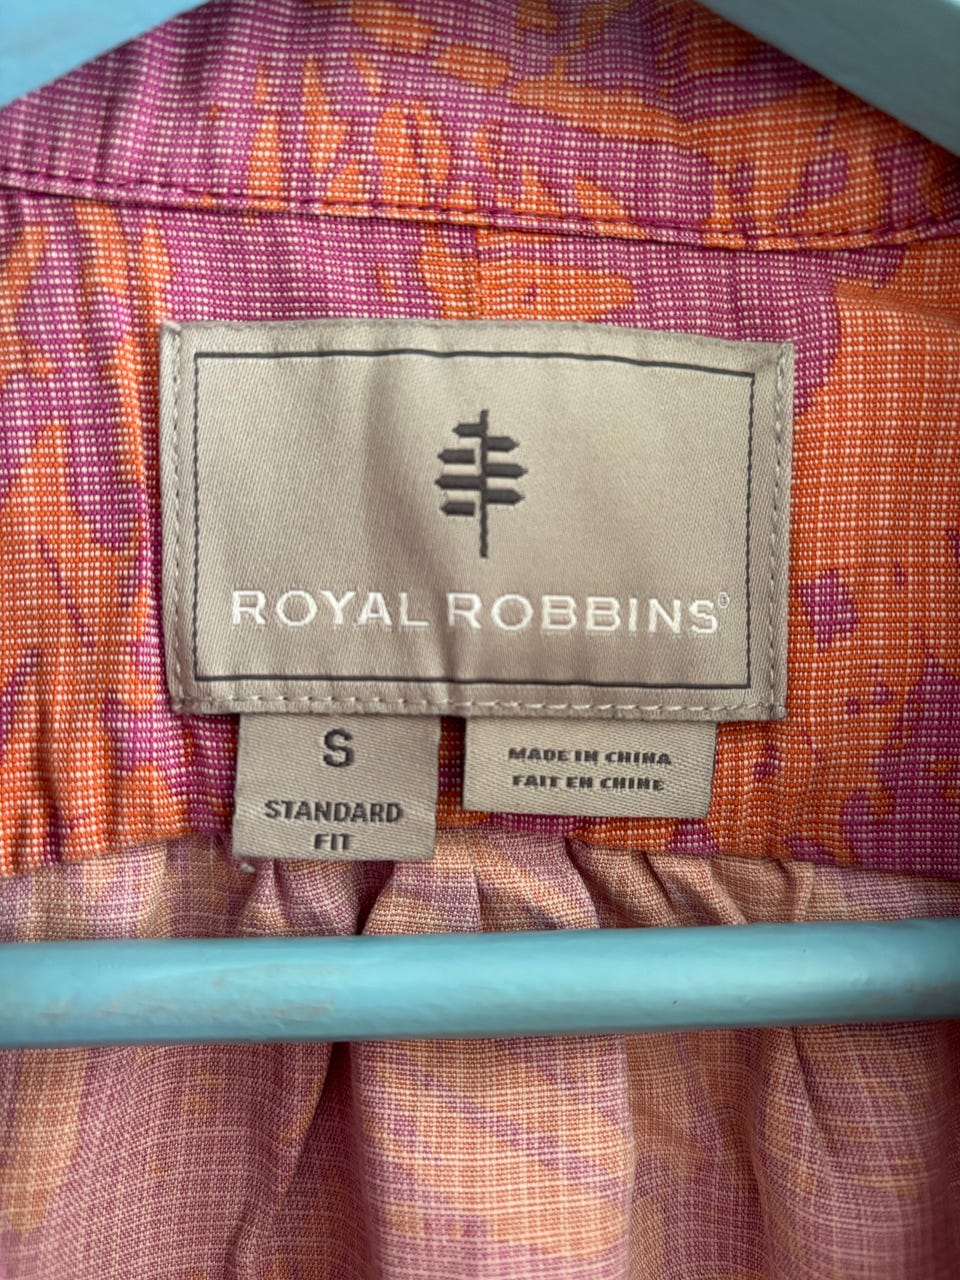 ROYAL ROBBINS®
S
STANDARD
FIT
MADE IN CHINA
FAIT EN CHINE